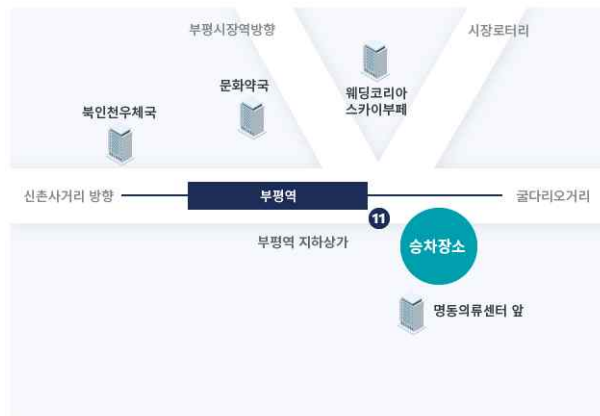 부평시장역방향
시장로터리
문화약국
웨딩코리아
스카이부페
북인천우체국
신촌사거리 방향
부평역
굴다리오거리
11
부평역 지하상가
승차장소
명동의류센터 앞